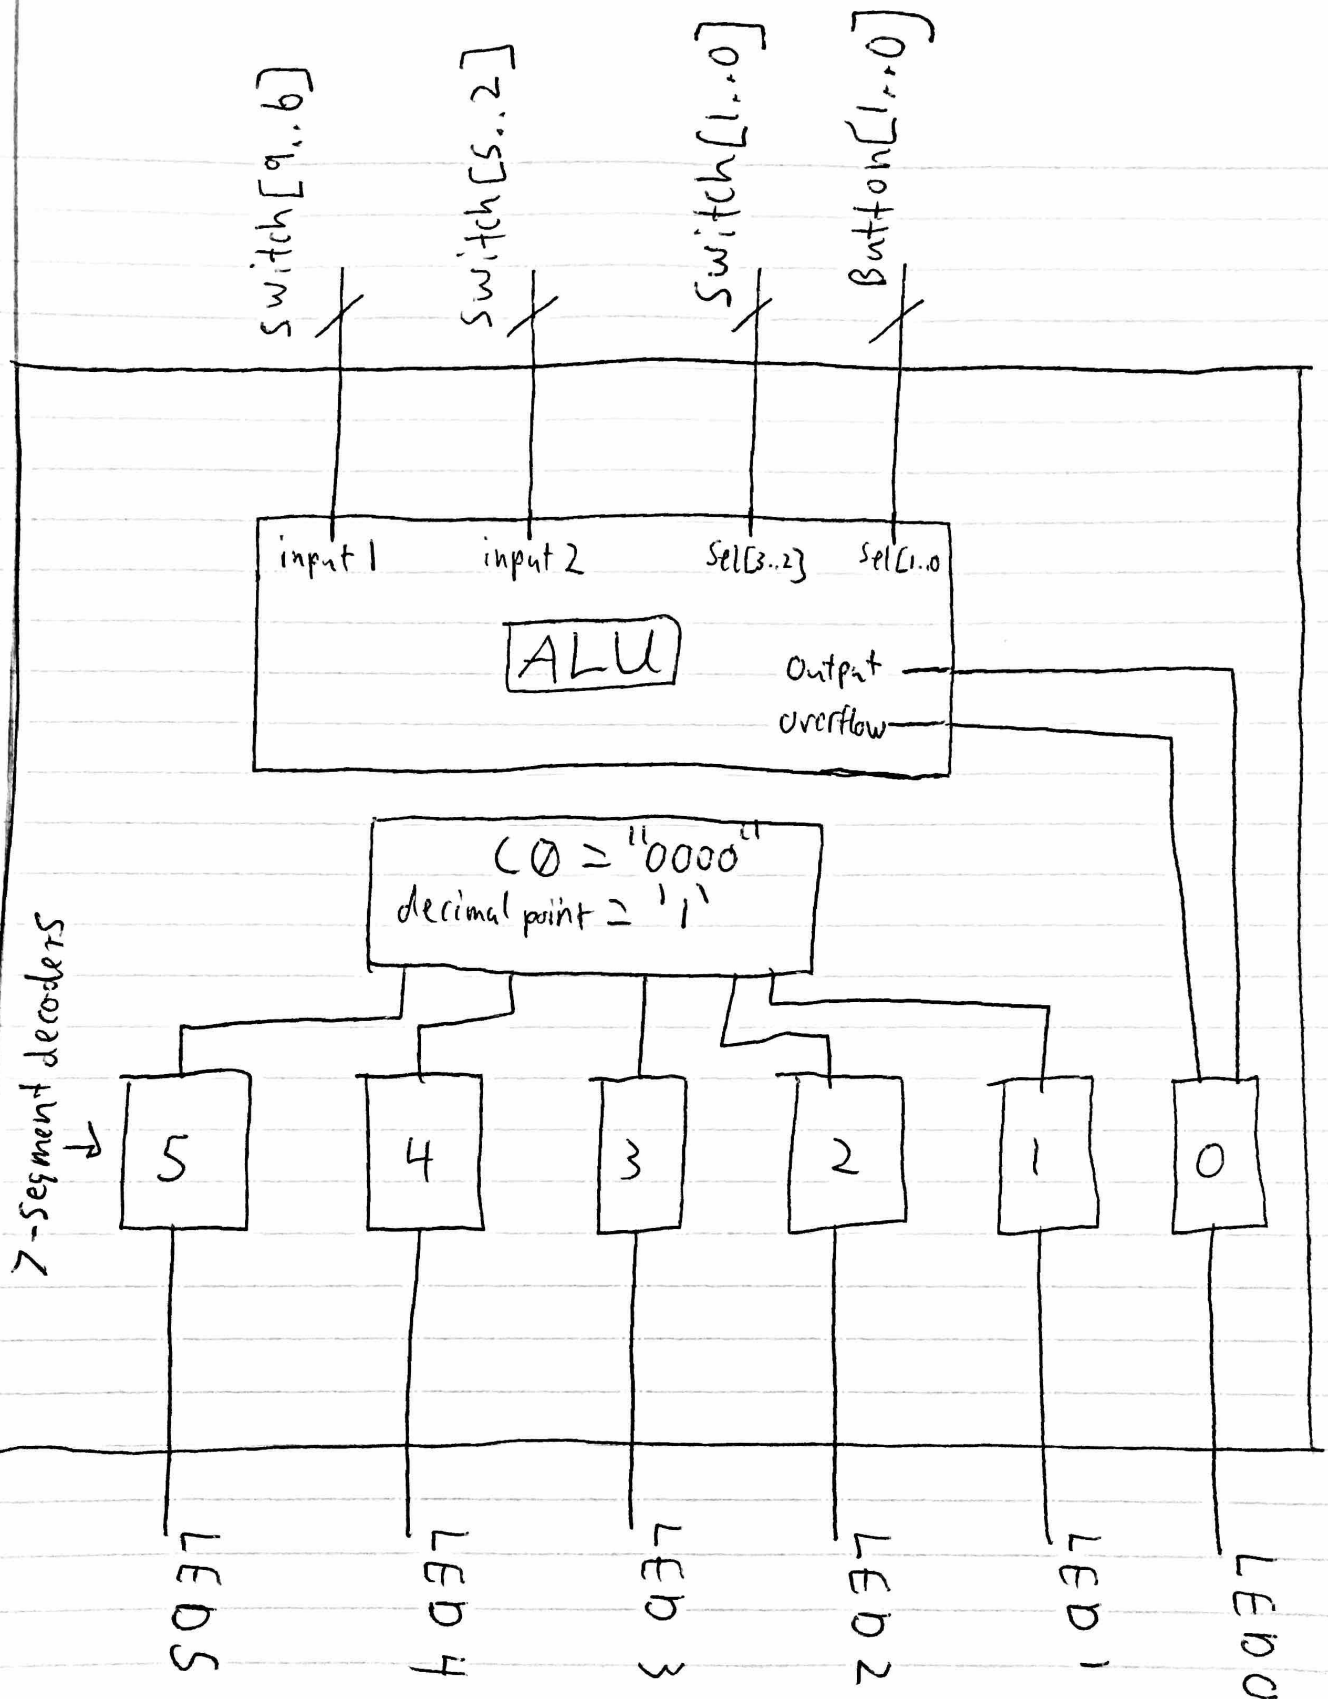 Switch[9..6]
Switch[5..2]
Switch[1..0]
Button[1..0]
input 1
input 2
Sel[3..2]
Sel[1..0
ALU
Output
Overflow
C0 = "0000"
decimal point = '1'
7-segment decoders
5
4
3
2
1
0
LED5
LED4
LED3
LED2
LED1
LED0